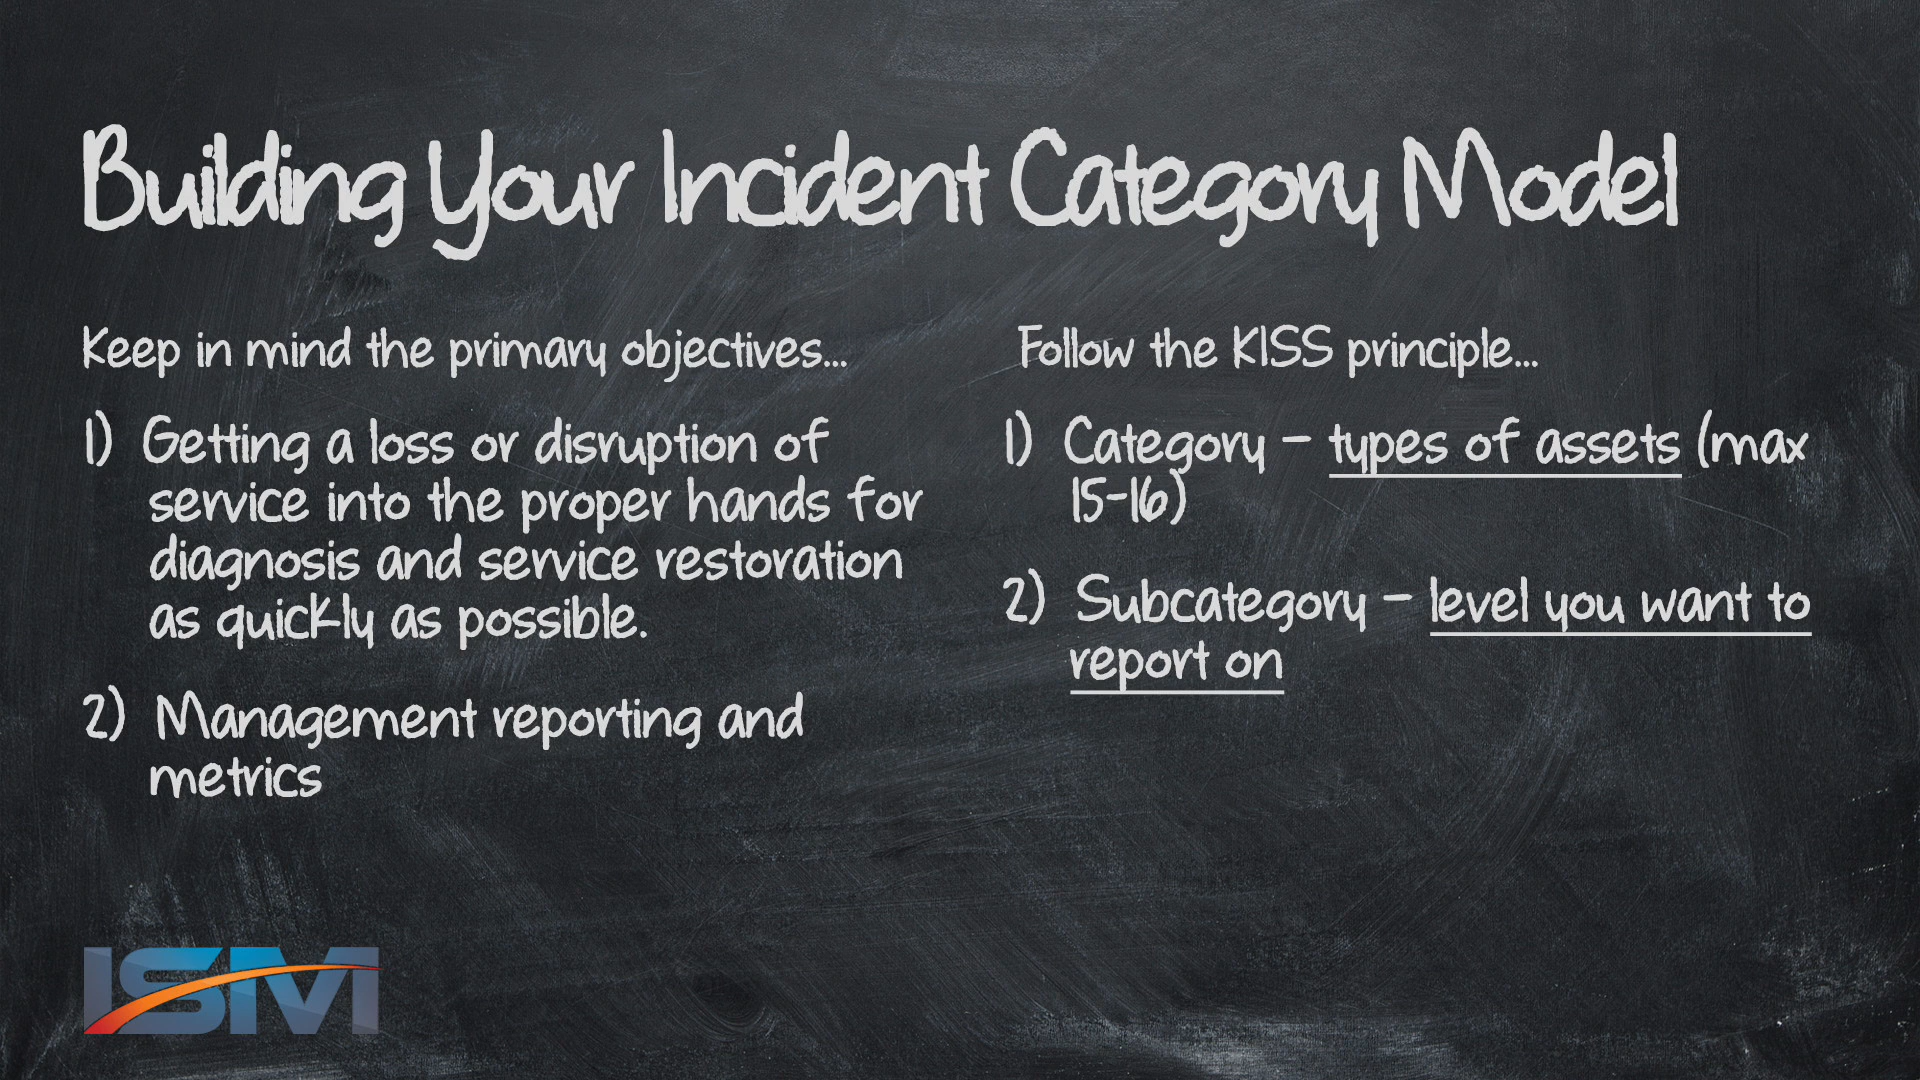 Building Your Incident Category Model
Keep in mind the primary objectives...
1) Getting a loss or disruption of
service into the proper hands for
diagnosis and service restoration
as quickly as possible.
2) Management reporting and
metrics
Follow the KISS principle...
1) Category – types of assets (max
15-16)
2) Subcategory – level you want to
report on
ISM